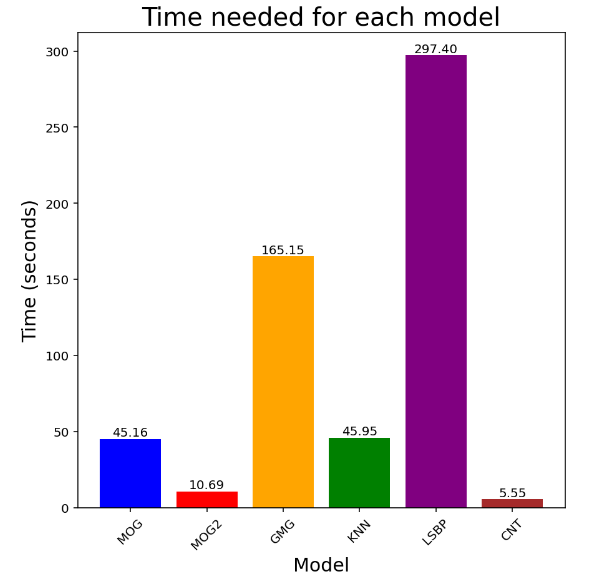 Time needed for each model
Time (seconds)
300
250
200
150
100
50
0
45.16
10.69
165.15
45.95
297.40
5.55
MOG
MOG2
GMG
KNN
LSBP
CNT
Model